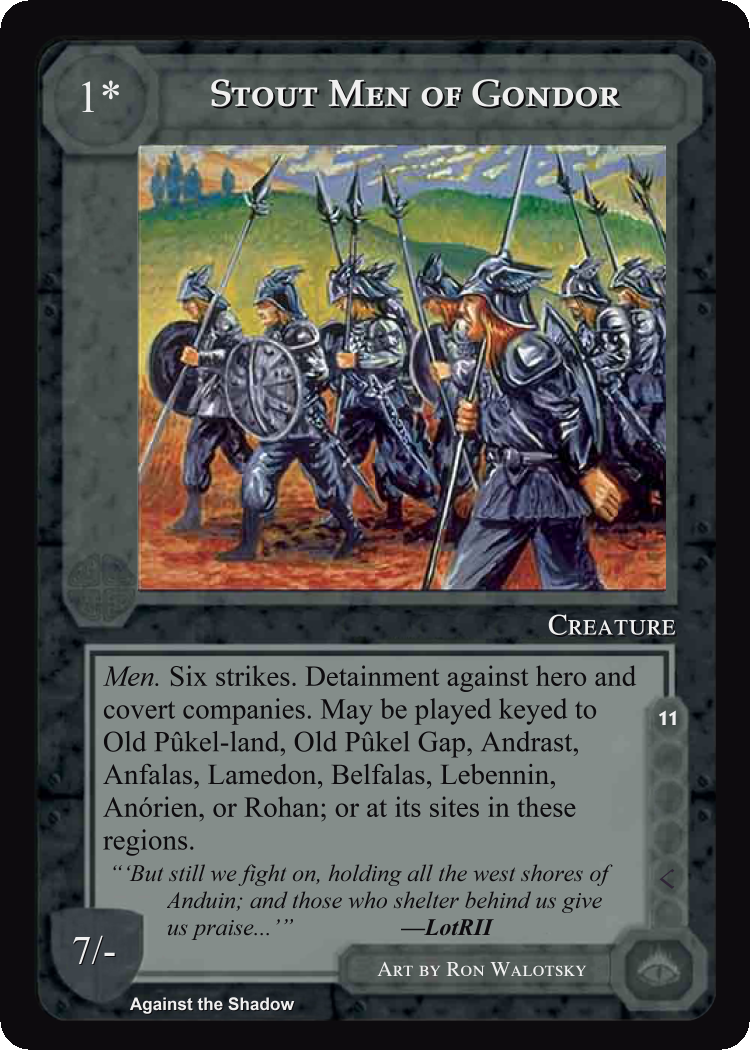 1*
STOUT MEN OF GONDOR
CREATURE
Men. Six strikes. Detainment against hero and
covert companies. May be played keyed to
Old Pûkel-land, Old Pûkel Gap, Andrast,
Anfalas, Lamedon, Belfalas, Lebennin,
Anórien, or Rohan; or at its sites in these
regions.
11
“‘But still we fight on, holding all the west shores of
Anduin; and those who shelter behind us give
us praise...’” —LotRII
<
7/-
ART BY RON WALOTSKY
Against the Shadow